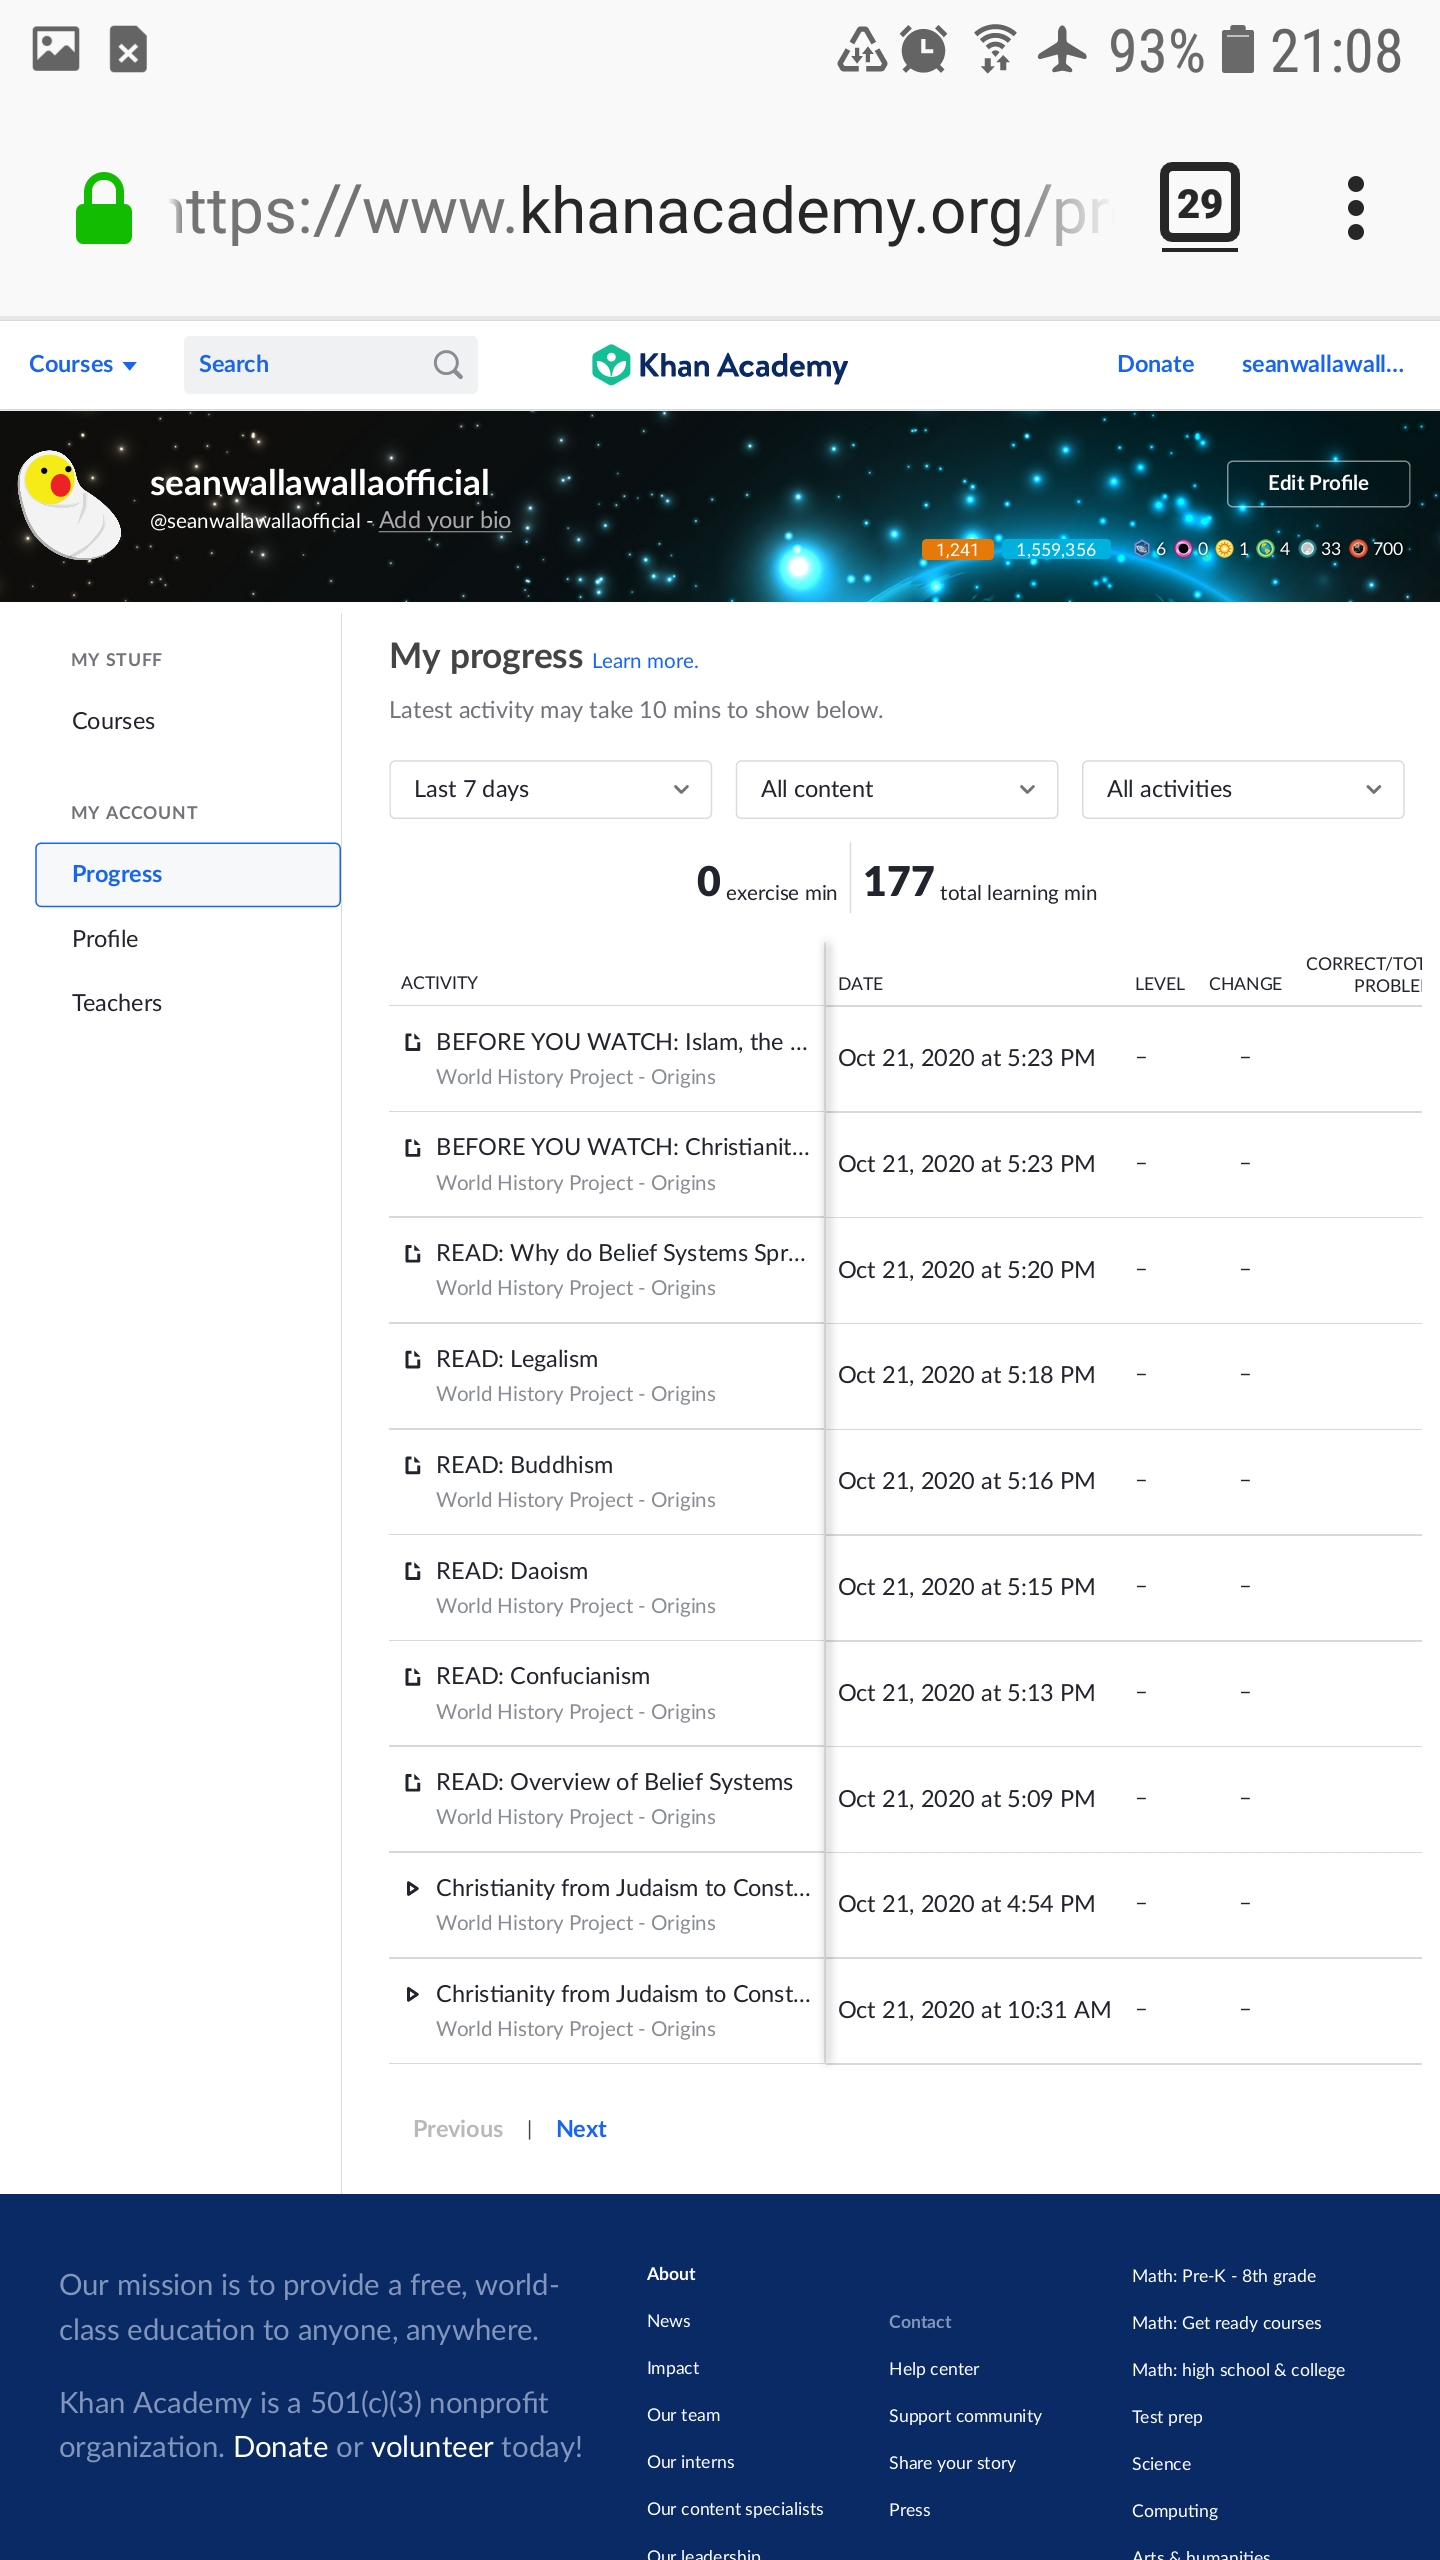 93% 21:08
https://www.khanacademy.org/pr
29
Courses
Search
Khan Academy
Donate
seanwallawall...
seanwallawallaofficial
@seanwallawallaofficial - Add your bio
Edit Profile
1,241 1,559,356 6 0 1 4 33 700
MY STUFF
Courses
MY ACCOUNT
Progress
Profile
Teachers
My progress Learn more.
Latest activity may take 10 mins to show below.
Last 7 days
All content
All activities
0 exercise min
177 total learning min
ACTIVITY DATE LEVEL CHANGE CORRECT/TOT
PROBLE
BEFORE YOU WATCH: Islam, the ...
World History Project - Origins
Oct 21, 2020 at 5:23 PM – –
BEFORE YOU WATCH: Christianit...
World History Project - Origins
Oct 21, 2020 at 5:23 PM – –
READ: Why do Belief Systems Spr...
World History Project - Origins
Oct 21, 2020 at 5:20 PM – –
READ: Legalism
World History Project - Origins
Oct 21, 2020 at 5:18 PM – –
READ: Buddhism
World History Project - Origins
Oct 21, 2020 at 5:16 PM – –
READ: Daoism
World History Project - Origins
Oct 21, 2020 at 5:15 PM – –
READ: Confucianism
World History Project - Origins
Oct 21, 2020 at 5:13 PM – –
READ: Overview of Belief Systems
World History Project - Origins
Oct 21, 2020 at 5:09 PM – –
Christianity from Judaism to Const...
World History Project - Origins
Oct 21, 2020 at 4:54 PM – –
Christianity from Judaism to Const...
World History Project - Origins
Oct 21, 2020 at 10:31 AM – –
Previous | Next
Our mission is to provide a free, world-
class education to anyone, anywhere.
Khan Academy is a 501(c)(3) nonprofit
organization. Donate or volunteer today!
About
News
Impact
Our team
Our interns
Our content specialists
Our leadership
Contact
Help center
Support community
Share your story
Press
Math: Pre-K - 8th grade
Math: Get ready courses
Math: high school & college
Test prep
Science
Computing
Arts & humanities